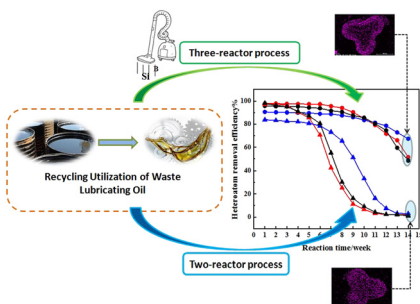 Three-reactor process
Si
Recycling Utilization of Waste
Lubricating Oil
Two-reactor process
Heteroatom removal efficiency%
100
80
60
40
20
0
0 1 2 3 4 5 6 7 8 9 10 11 12 13 14 15
Reaction time/week